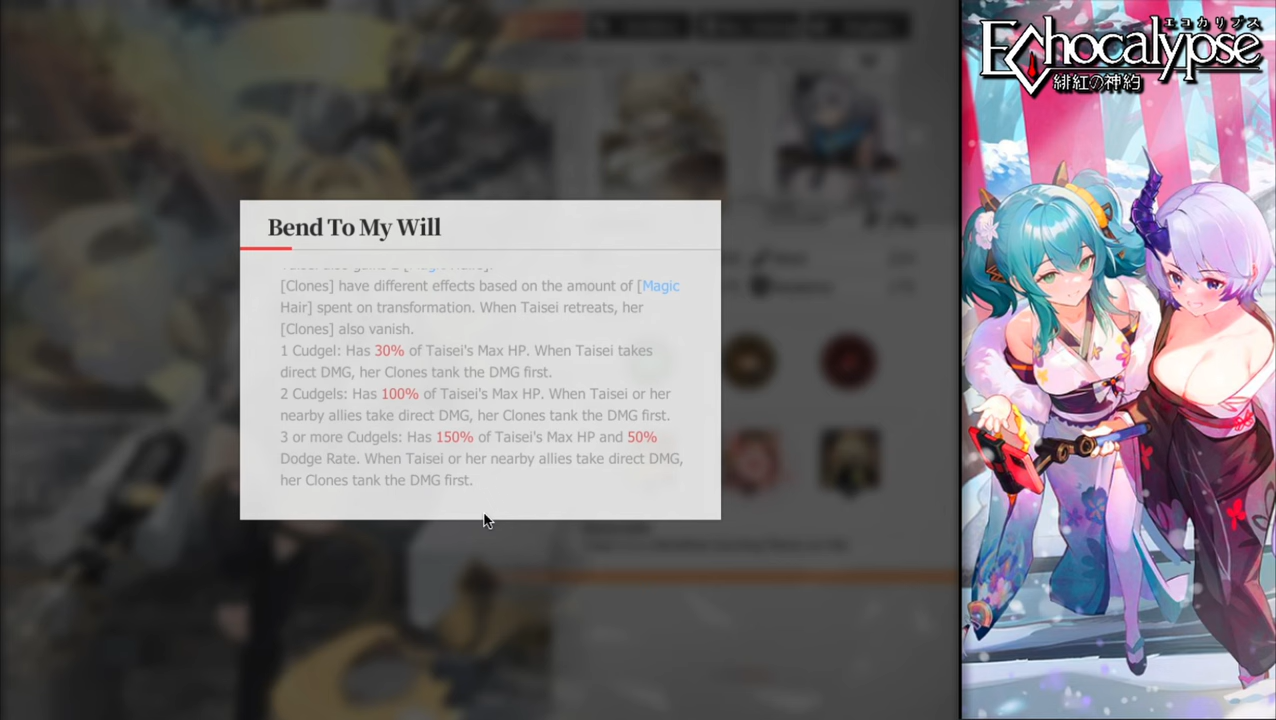 Bend To My Will
[Clones] have different effects based on the amount of [Magic
Hair] spent on transformation. When Taisei retreats, her
[Clones] also vanish.
1 Cudgel: Has 30% of Taisei's Max HP. When Taisei takes
direct DMG, her Clones tank the DMG first.
2 Cudgels: Has 100% of Taisei's Max HP. When Taisei or her
nearby allies take direct DMG, her Clones tank the DMG first.
3 or more Cudgels: Has 150% of Taisei's Max HP and 50%
Dodge Rate. When Taisei or her nearby allies take direct DMG,
her Clones tank the DMG first.
エコカリプス
Echocalypse
緋紅の神約